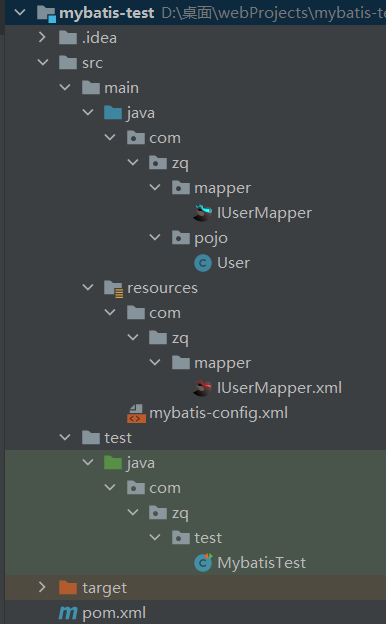 mybatis-test D:\桌面\webProjects\mybatis-te
.idea
src
main
java
com
zq
mapper
IUserMapper
pojo
User
resources
com
zq
mapper
IUserMapper.xml
mybatis-config.xml
test
java
com
zq
test
MybatisTest
target
pom.xml